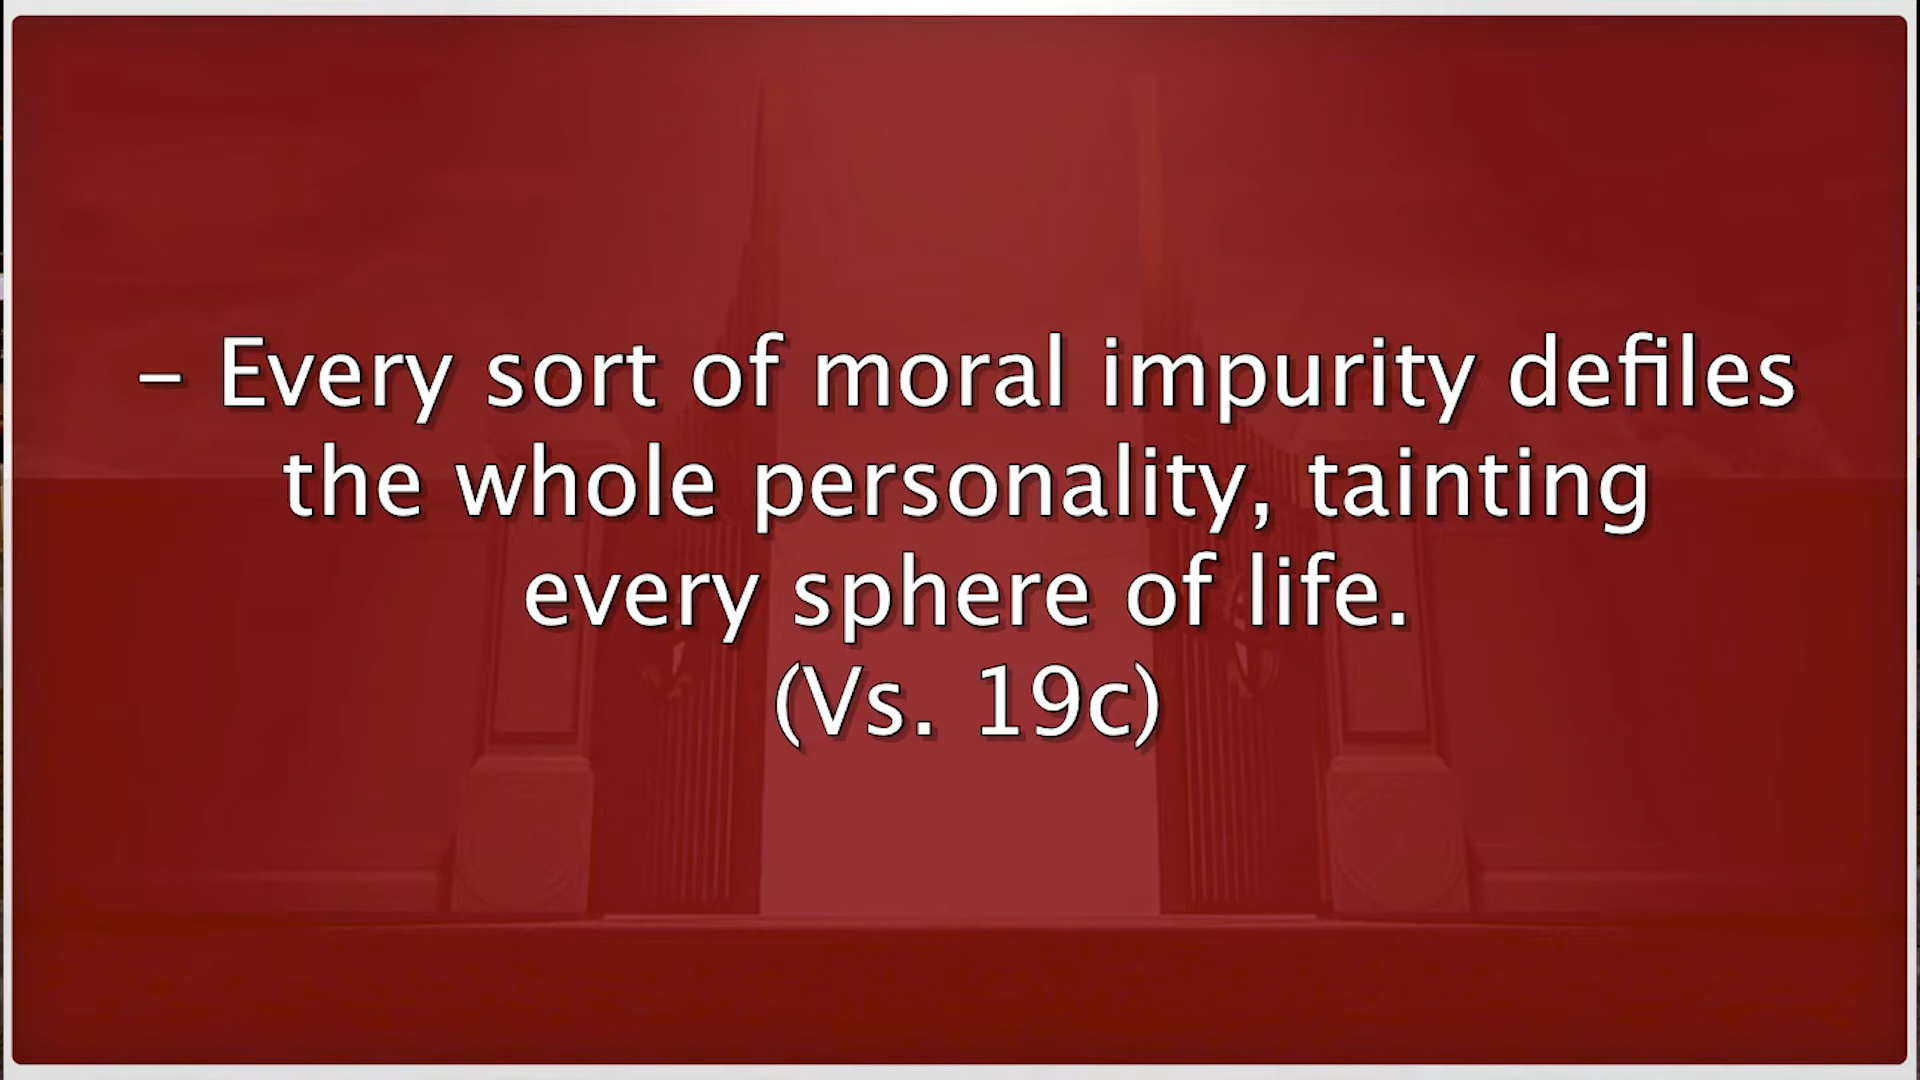 – Every sort of moral impurity defiles
the whole personality, tainting
every sphere of life.
(Vs. 19c)